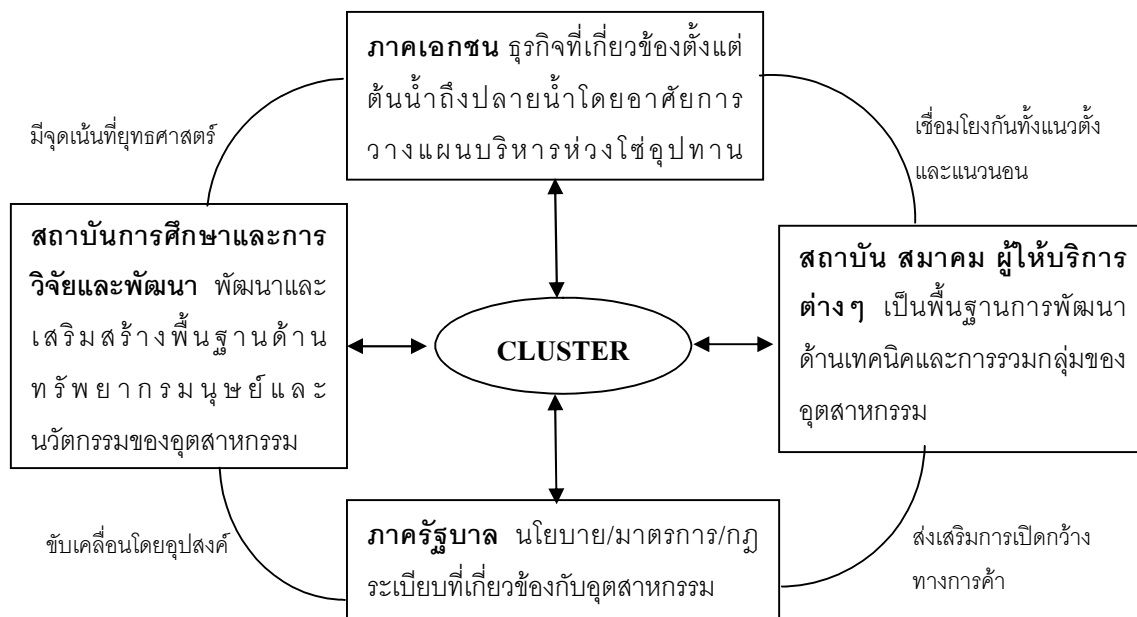 ภาคเอกชน ธุรกิจที่เกี่ยวข้องตั้งแต่
ต้นน้ำถึงปลายน้ำโดยอาศัยการ
วางแผนบริหารห่วงโซ่อุปทาน
มีจุดเน้นที่ยุทธศาสตร์
เชื่อมโยงกันทั้งแนวตั้ง
และแนวนอน
สถาบันการศึกษาและการ
วิจัยและพัฒนา พัฒนาและ
เสริมสร้างพื้นฐานด้าน
ทรัพยากรมนุษย์และ
นวัตกรรมของอุตสาหกรรม
CLUSTER
สถาบัน สมาคม ผู้ให้บริการ
ต่างๆ เป็นพื้นฐานการพัฒนา
ด้านเทคนิคและการรวมกลุ่มของ
อุตสาหกรรม
ขับเคลื่อนโดยอุปสงค์
ภาครัฐบาล นโยบาย/มาตรการ/กฎ
ระเบียบที่เกี่ยวข้องกับอุตสาหกรรม
ส่งเสริมการเปิดกว้าง
ทางการค้า